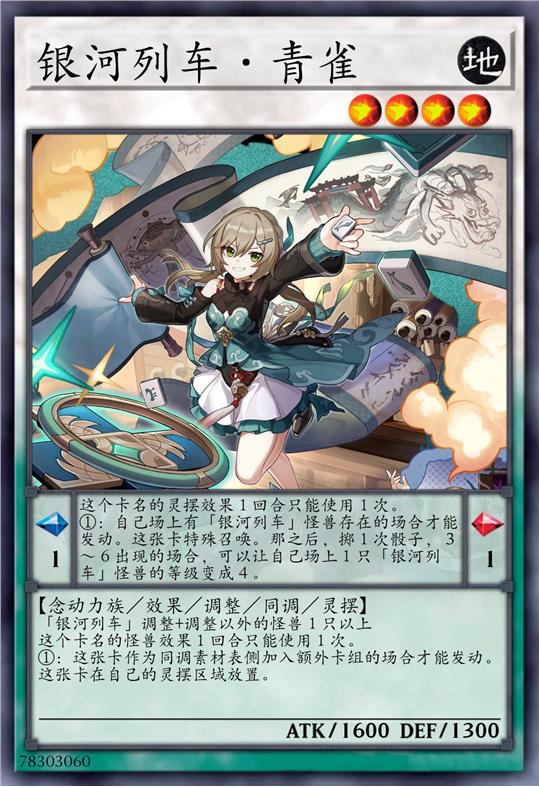 银河列车・青雀
地
这个卡名的灵摆效果1回合只能使用1次。
①：自己场上有「银河列车」怪兽存在的场合才能
发动。这张卡特殊召唤。那之后，掷1次骰子，3
～6出现的场合，可以让自己场上1只「银河列
车」怪兽的等级变成4。
1
1
【念动力族／效果／调整／同调／灵摆】
「银河列车」调整+调整以外的怪兽1只以上
这个卡名的怪兽效果1回合只能使用1次。
①：这张卡作为同调素材表侧加入额外卡组的场合才能发动。
这张卡在自己的灵摆区域放置。
ATK/1600 DEF/1300
78303060